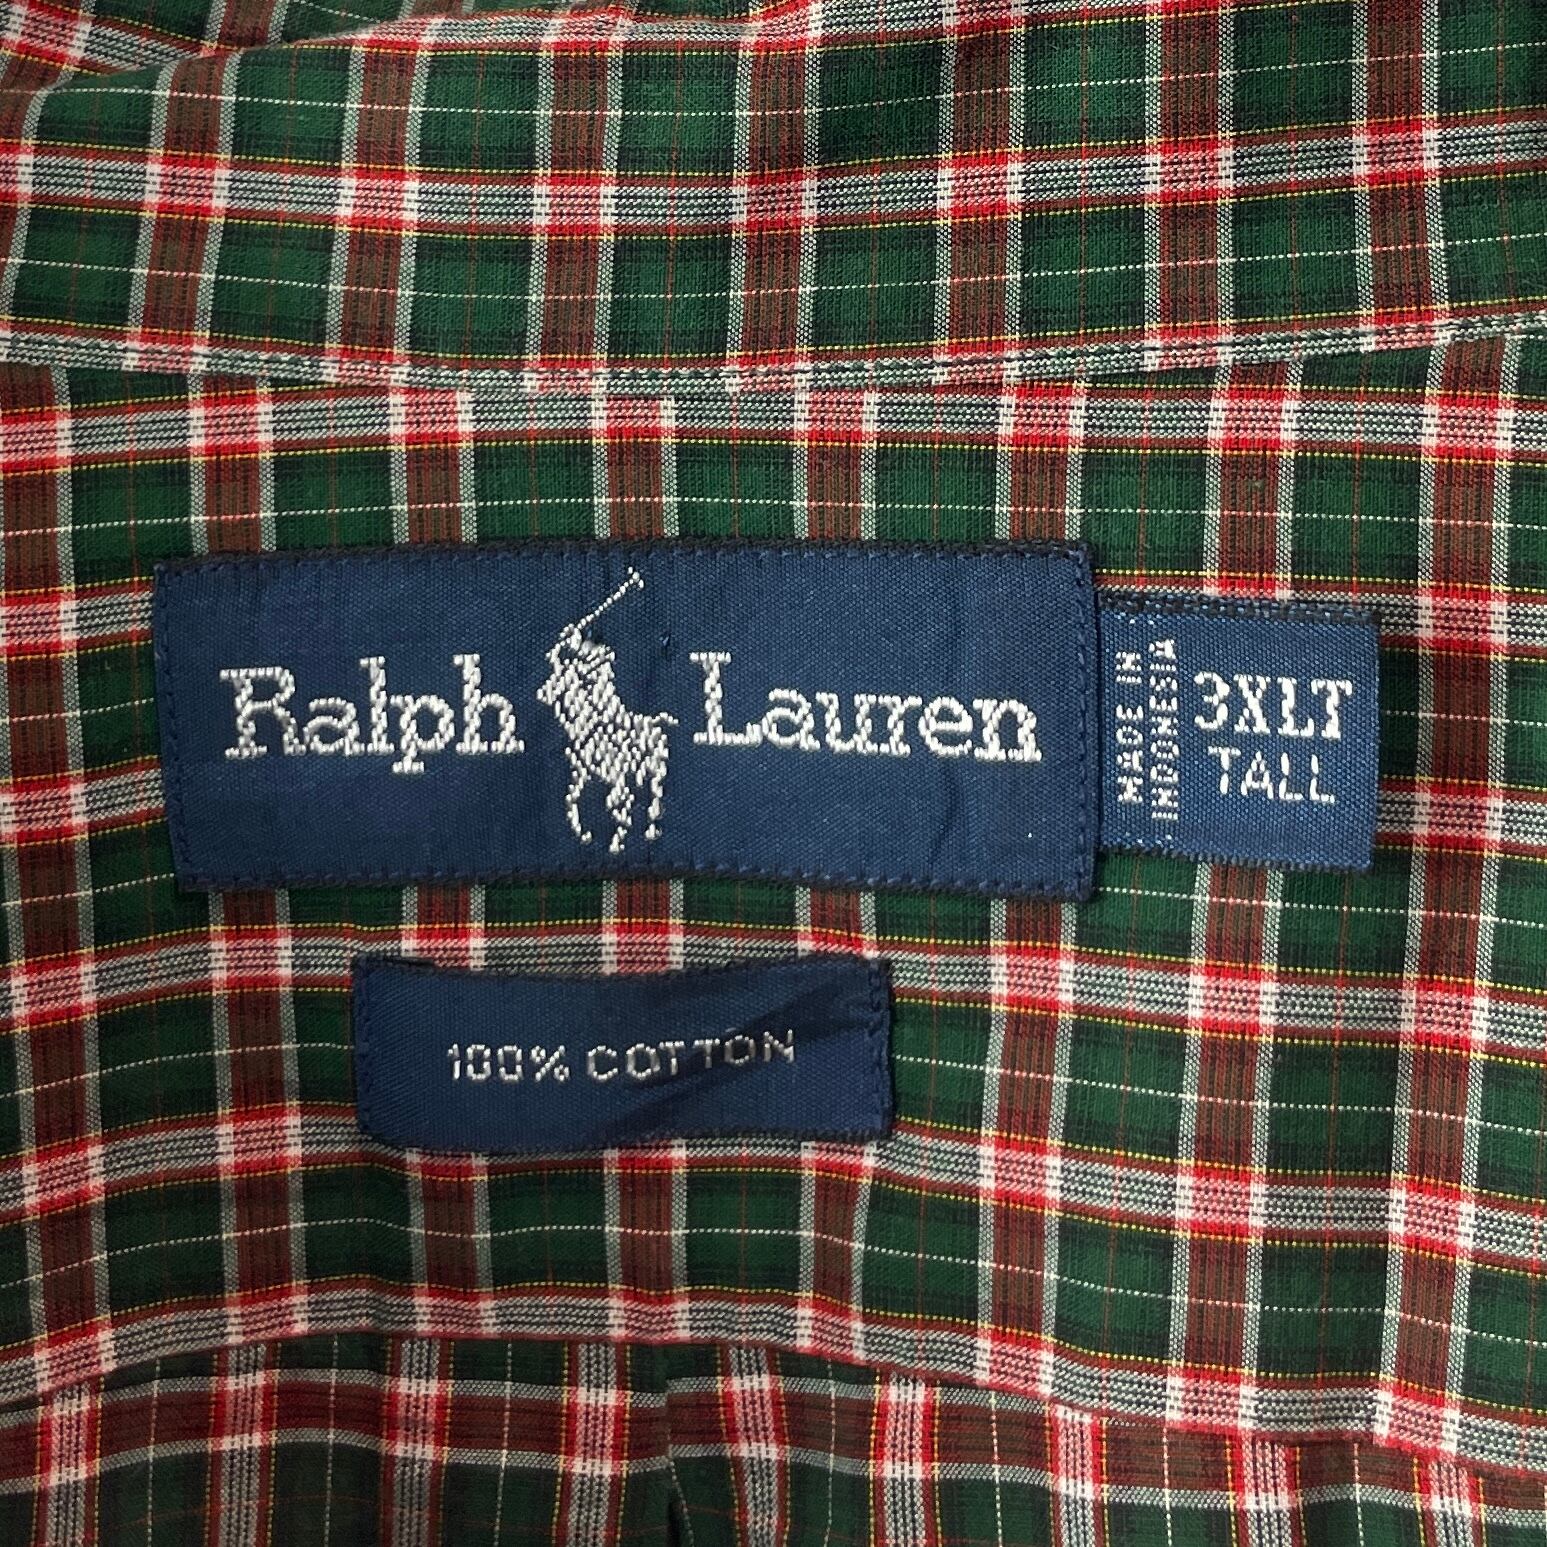 Ralph Lauren
MADE IN
INDONESIA
3XLT
TALL
100% COTTON